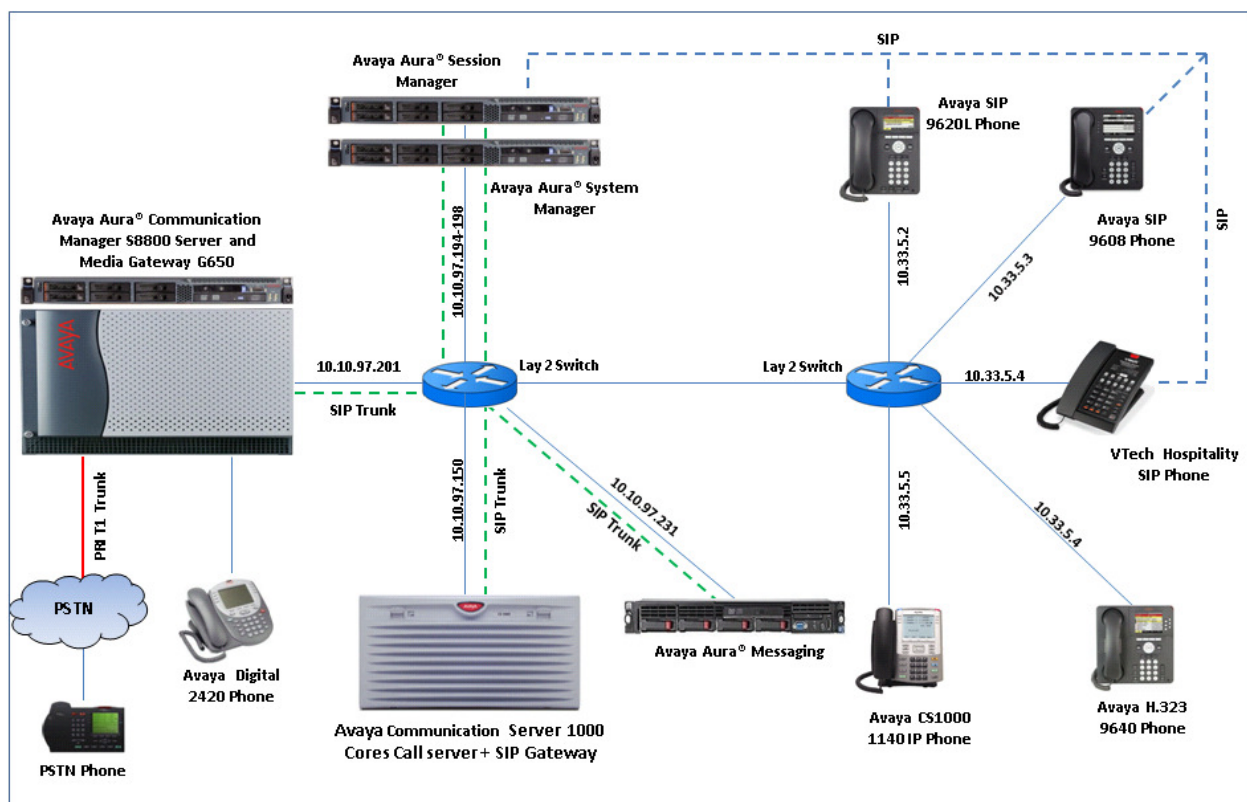 SIP
Avaya Aura® Session
Manager
Avaya SIP
9620L Phone
Avaya Aura® System
Manager
10.10.97.194-198
Avaya SIP
9608 Phone
SIP
10.33.5.2
10.33.5.3
Avaya Aura® Communication
Manager S8800 Server and
Media Gateway G650
AVAYA
10.10.97.201
SIP Trunk
Lay 2 Switch
Lay 2 Switch
10.33.5.4
VTech Hospitality
SIP Phone
10.10.97.150
SIP Trunk
10.10.97.231
SIP Trunk
10.33.5.5
10.33.5.4
PRI T1 Trunk
PSTN
Avaya Digital
2420 Phone
PSTN Phone
Avaya Communication Server 1000
Cores Call server+ SIP Gateway
Avaya Aura® Messaging
Avaya CS1000
1140 IP Phone
Avaya H.323
9640 Phone